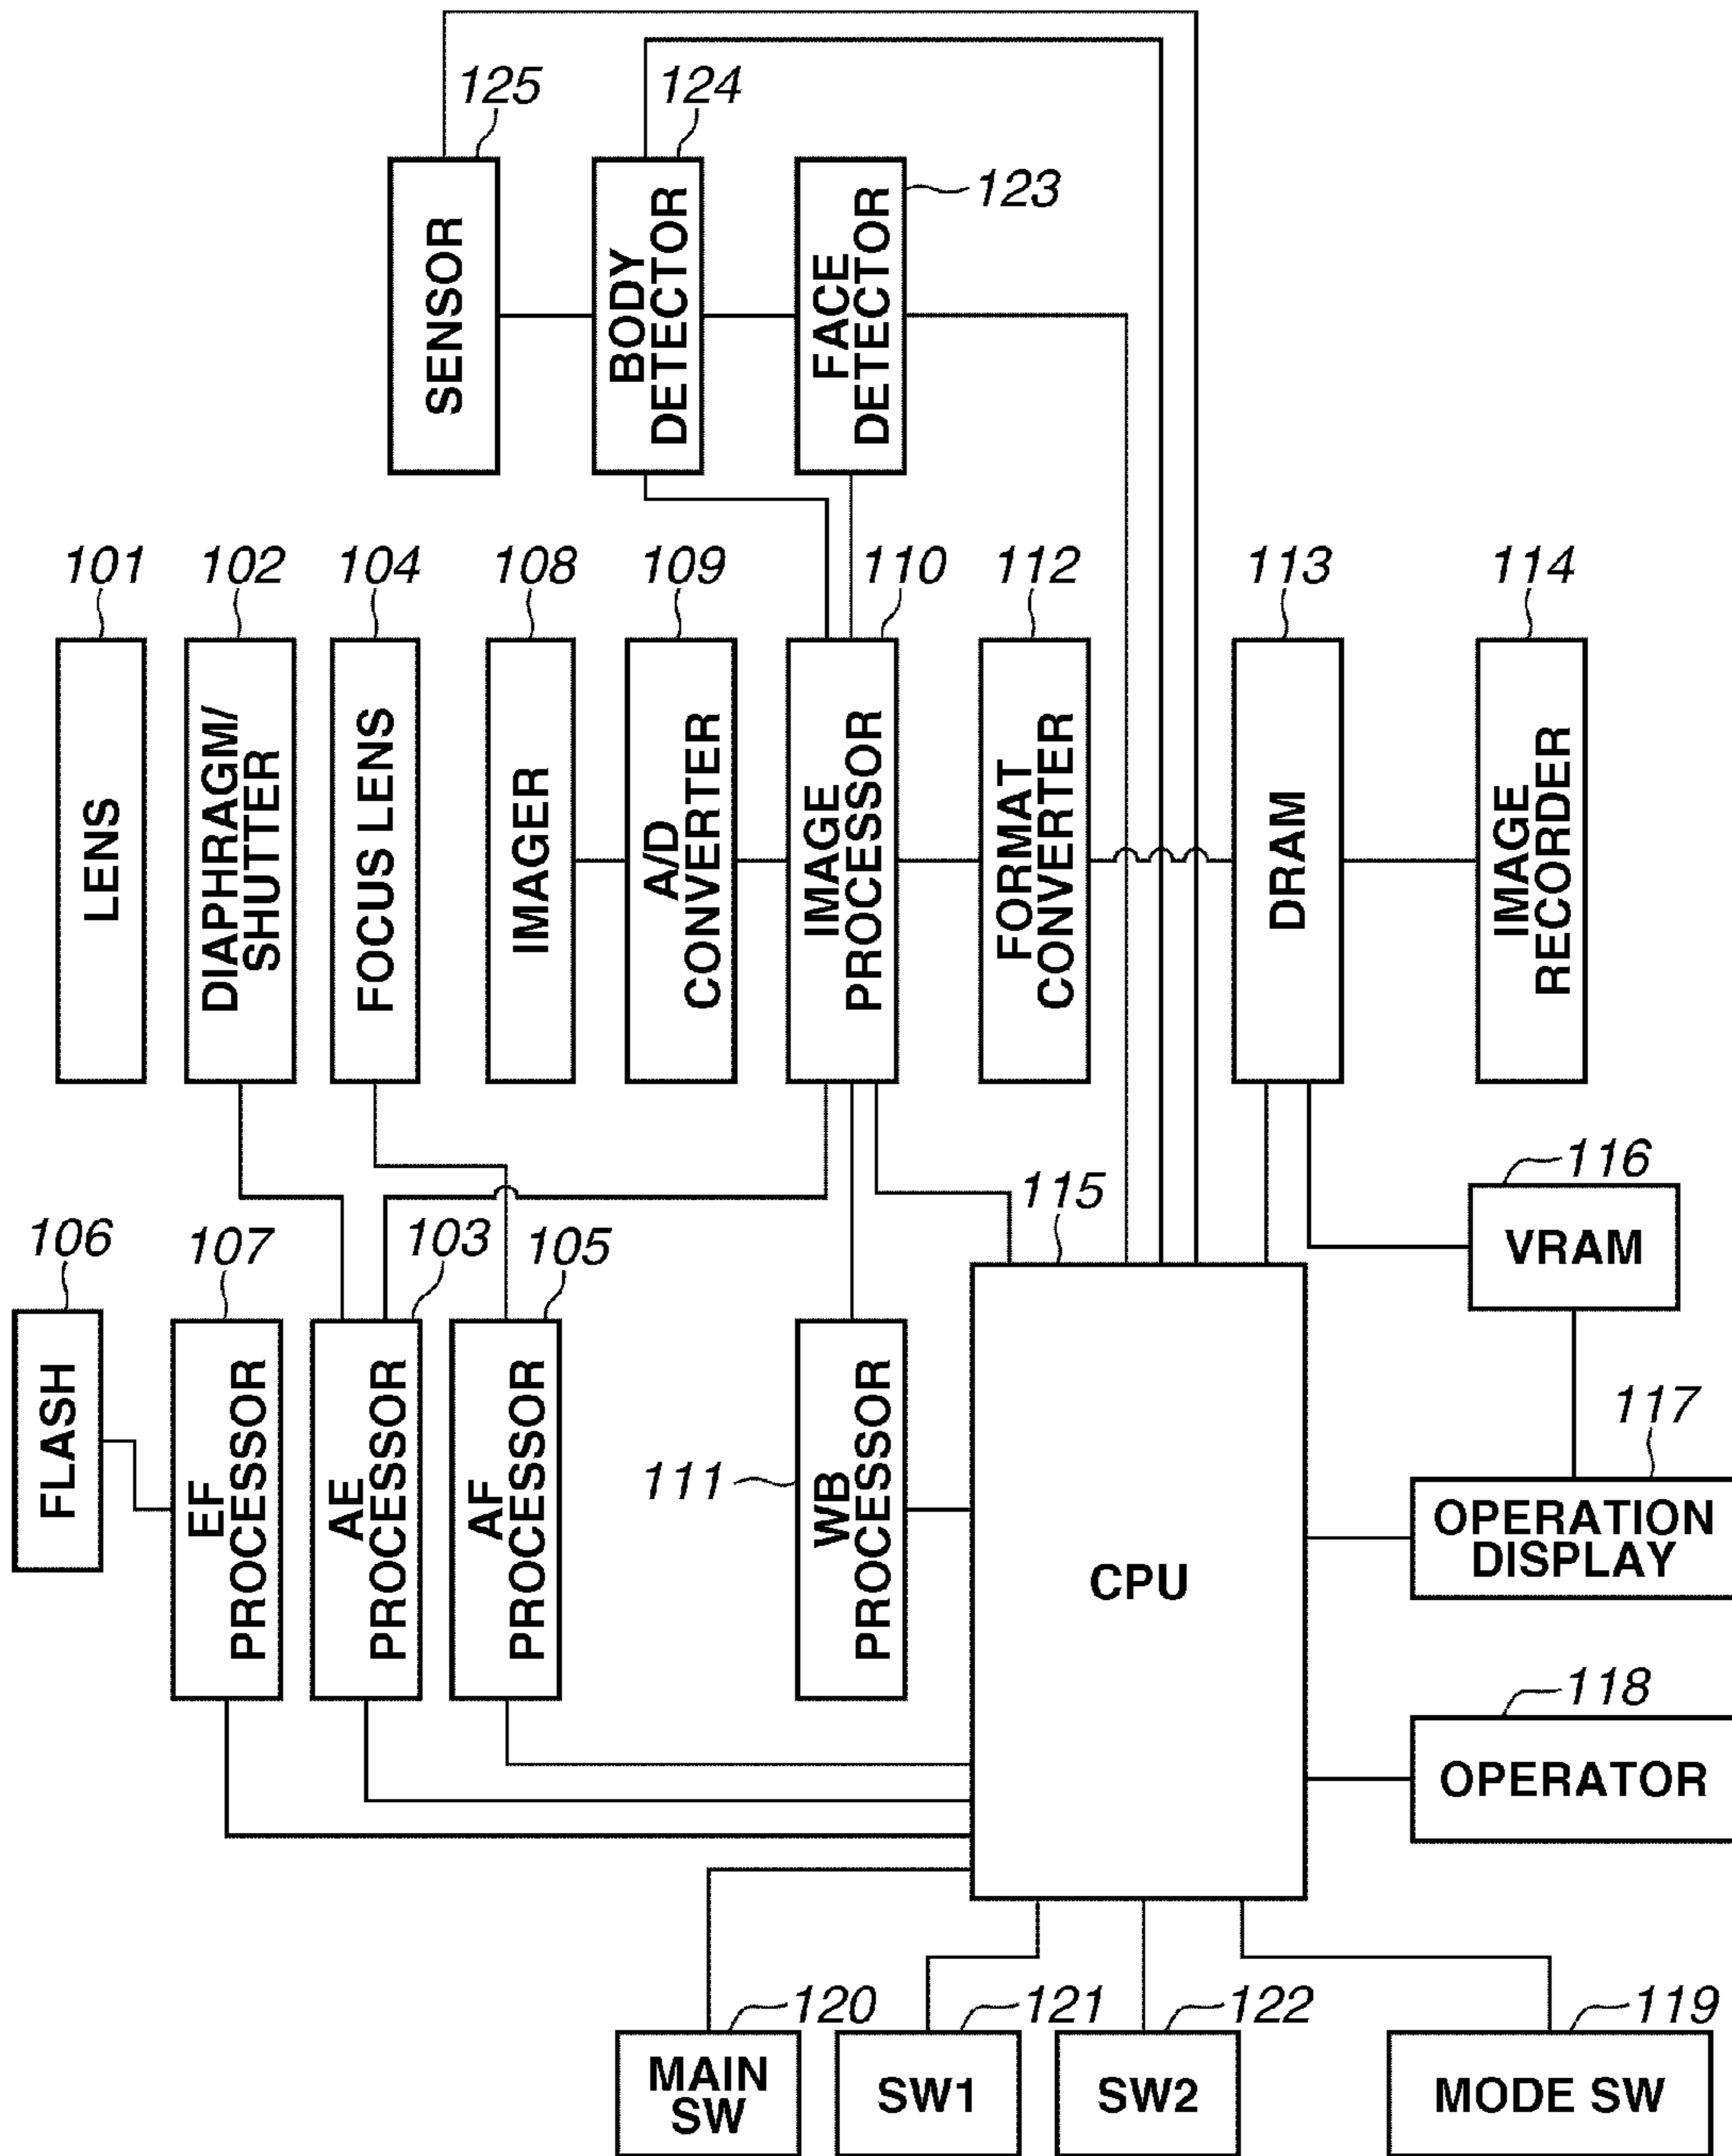 125
124
123
SENSOR
BODY
DETECTOR
FACE
DETECTOR
101
102
104
108
109
110
112
113
114
LENS
DIAPHRAGM/
SHUTTER
FOCUS LENS
IMAGER
A/D
CONVERTER
IMAGE
PROCESSOR
FORMAT
CONVERTER
DRAM
IMAGE
RECORDER
106
107
103
105
115
116
FLASH
EF
PROCESSOR
AE
PROCESSOR
AF
PROCESSOR
111
WB
PROCESSOR
CPU
VRAM
117
OPERATION
DISPLAY
118
OPERATOR
120
121
122
119
MAIN
SW
SW1
SW2
MODE SW